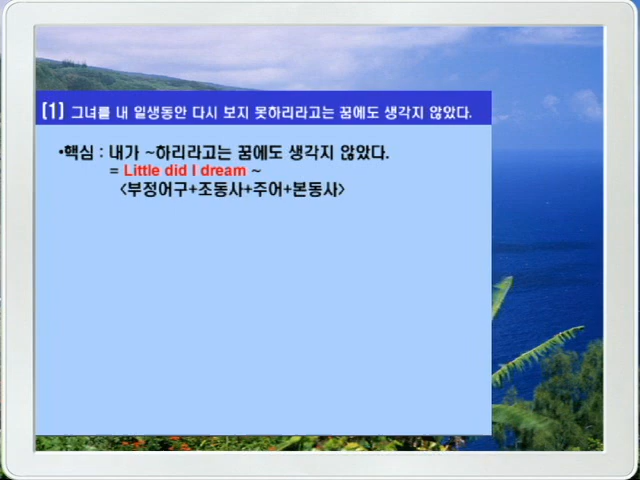 [1] 그녀를 내 일생동안 다시 보지 못하리라고는 꿈에도 생각지 않았다.
•핵심 : 내가 ~하리라고는 꿈에도 생각지 않았다.
= Little did I dream ~
<부정어구+조동사+주어+본동사>